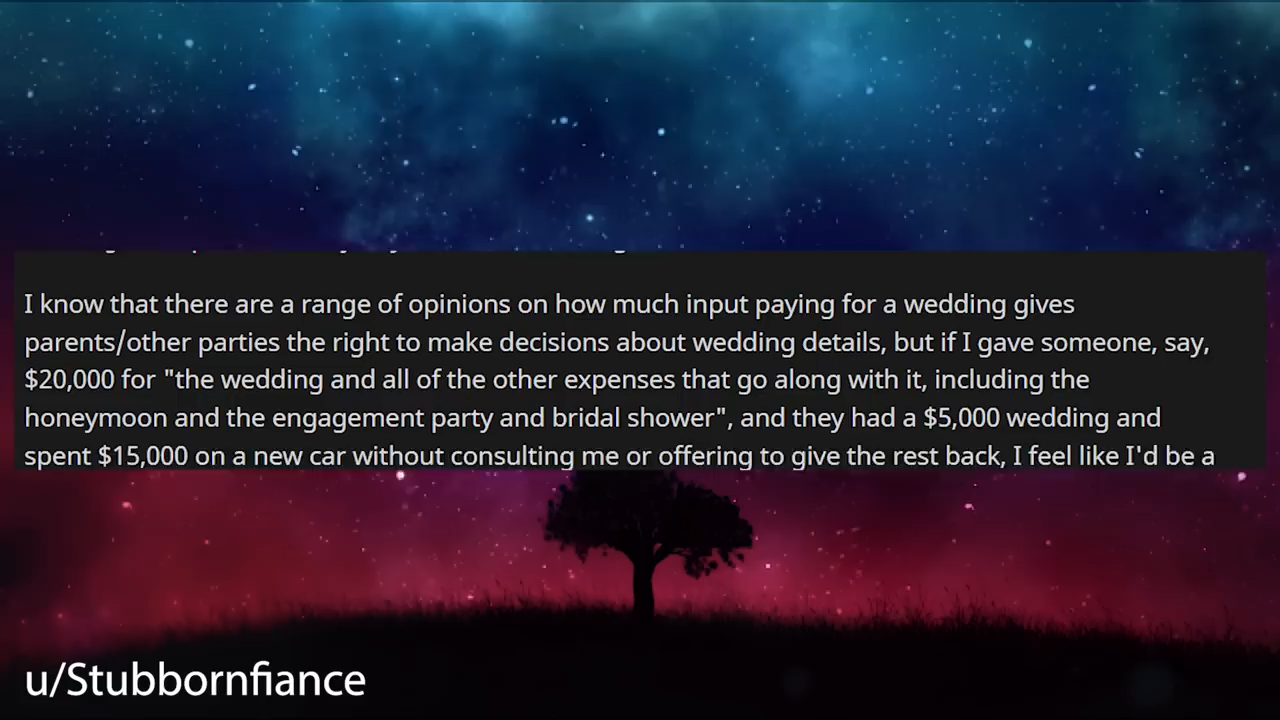 I know that there are a range of opinions on how much input paying for a wedding gives
parents/other parties the right to make decisions about wedding details, but if I gave someone, say,
$20,000 for "the wedding and all of the other expenses that go along with it, including the
honeymoon and the engagement party and bridal shower", and they had a $5,000 wedding and
spent $15,000 on a new car without consulting me or offering to give the rest back, I feel like I'd be a
u/Stubbornfiance